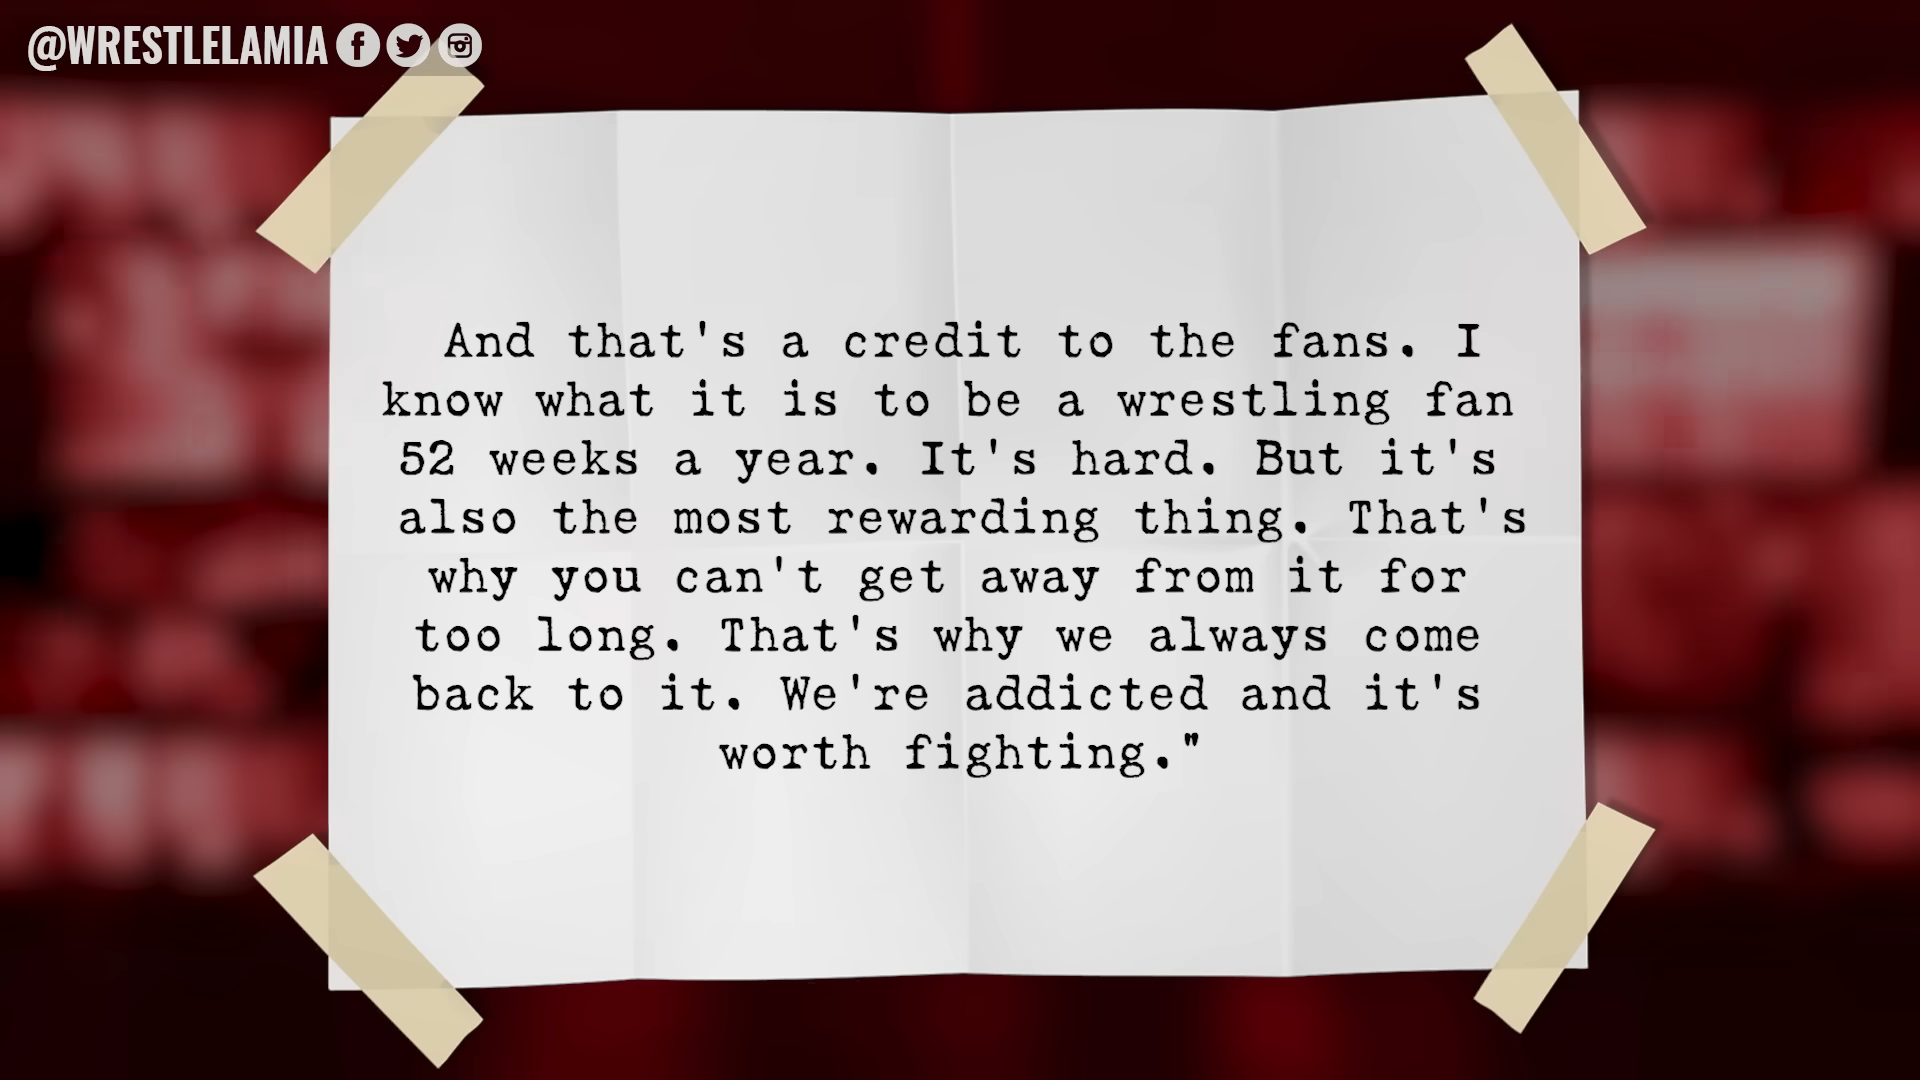 @WRESTLELAMIA
And that's a credit to the fans. I
know what it is to be a wrestling fan
52 weeks a year. It's hard. But it's
also the most rewarding thing. That's
why you can't get away from it for
too long. That's why we always come
back to it. We're addicted and it's
worth fighting."